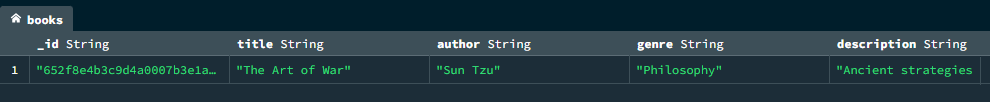 books
_id String title String author String genre String description String
1 "652f8e4b3c9d4a0007b3e1a… "The Art of War" "Sun Tzu" "Philosophy" "Ancient strategies